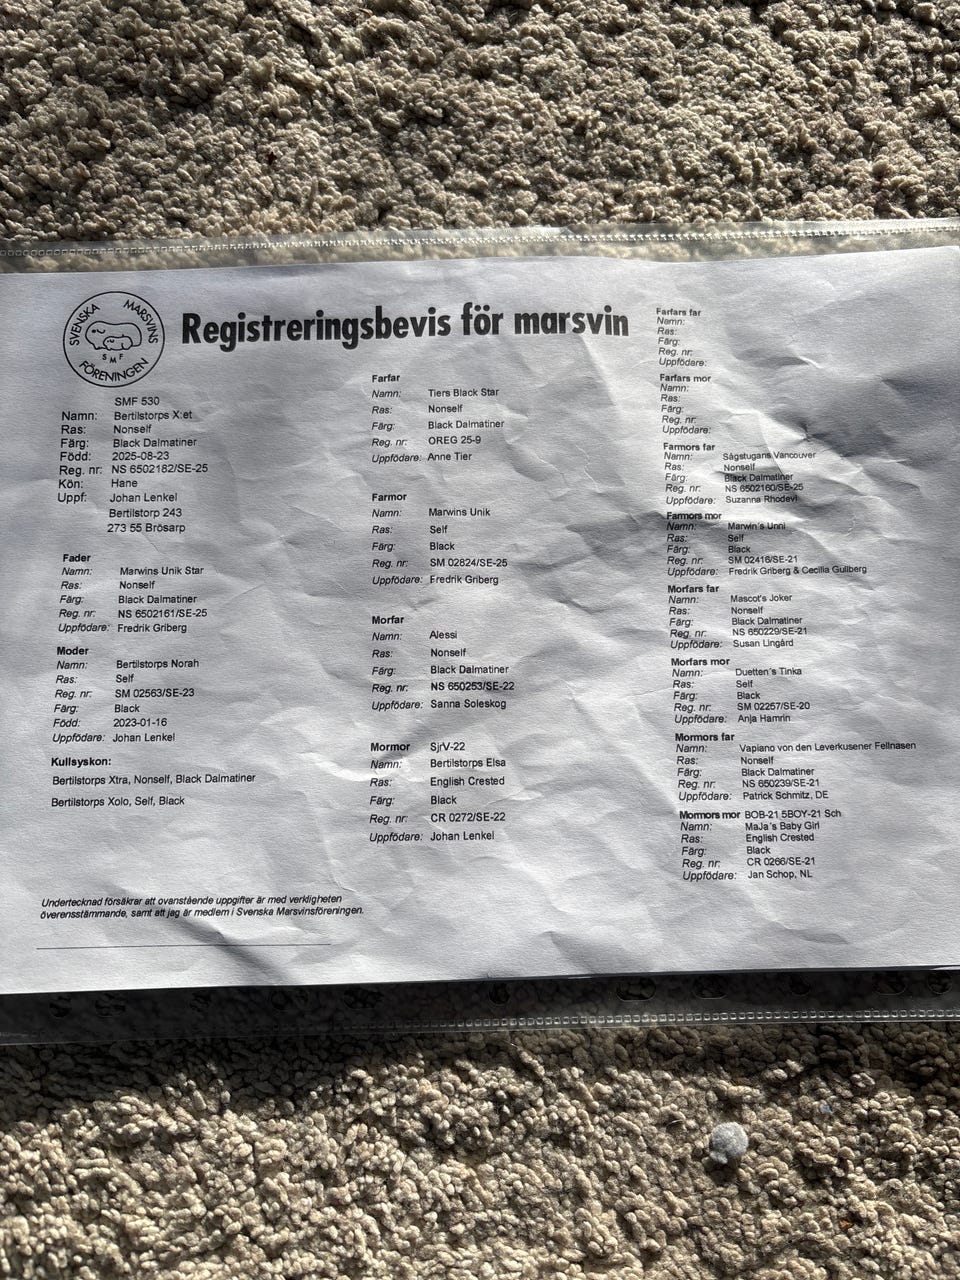 SVENSKA MARSVINS
FÖRENINGEN
SMF
Registreringsbevis för marsvin
SMF 530
Namn: Bertilstorps X:et
Ras: Nonself
Färg: Black Dalmatiner
Född: 2025-08-23
Reg. nr: NS 6502162/SE-25
Kön: Hane
Uppf: Johan Lenkel
Bertilstorp 243
273 55 Brösarp
Fader
Namn: Marwins Unik Star
Ras: Nonself
Färg: Black Dalmatiner
Reg. nr: NS 6502161/SE-25
Uppfödare: Fredrik Griberg
Moder
Namn: Bertilstorps Norah
Ras: Self
Reg. nr: SM 02563/SE-23
Färg: Black
Född: 2023-01-16
Uppfödare: Johan Lenkel
Kullsyskon:
Bertilstorps Xtra, Nonself, Black Dalmatiner
Bertilstorps Xolo, Self, Black
Undertecknad försäkrar att ovanstående uppgifter är med verkligheten
överensstämmande, samt att jag är medlem i Svenska Marsvinsföreningen.
Farfar
Namn: Tiers Black Star
Ras: Nonself
Färg: Black Dalmatiner
Reg. nr: OREG 25-9
Uppfödare: Anne Tier
Farmor
Namn: Marwins Unik
Ras: Self
Färg: Black
Reg. nr: SM 02824/SE-25
Uppfödare: Fredrik Griberg
Morfar
Namn: Alessi
Ras: Nonself
Färg: Black Dalmatiner
Reg. nr: NS 650253/SE-22
Uppfödare: Sanna Soleskog
Mormor SjrV-22
Namn: Bertilstorps Elsa
Ras: English Crested
Färg: Black
Reg. nr: CR 0272/SE-22
Uppfödare: Johan Lenkel
Farfars far
Namn:
Ras:
Färg:
Reg. nr:
Uppfödare:
Farfars mor
Namn:
Ras:
Färg:
Reg. nr:
Uppfödare:
Farmors far
Namn: Sågstugans Vancouver
Ras: Nonself
Färg: Black Dalmatiner
Reg. nr: NS 6502160/SE-25
Uppfödare: Suzanna Rhodevi
Farmors mor
Namn: Marwin´s Unni
Ras: Self
Färg: Black
Reg. nr: SM 02416/SE-21
Uppfödare: Fredrik Griberg & Cecilia Gullberg
Morfars far
Namn: Mascot's Joker
Ras: Nonself
Färg: Black Dalmatiner
Reg. nr: NS 650229/SE-21
Uppfödare: Susan Lingård
Morfars mor
Namn: Duetten´s Tinka
Ras: Self
Färg: Black
Reg. nr: SM 02257/SE-20
Uppfödare: Anja Hamrin
Mormors far
Namn: Vapiano von den Leverkusener Fellnasen
Ras: Nonself
Färg: Black Dalmatiner
Reg. nr: NS 650239/SE-21
Uppfödare: Patrick Schmitz, DE
Mormors mor BOB-21 5BOY-21 Sch
Namn: MaJa´s Baby Girl
Ras: English Crested
Färg: Black
Reg. nr: CR 0266/SE-21
Uppfödare: Jan Schop, NL